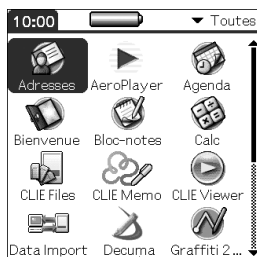 10:00 Toutes
Adresses AeroPlayer Agenda
Bienvenue Bloc-notes Calc
CLIE Files CLIE Memo CLIE Viewer
Data Import Decuma Graffiti 2 ...